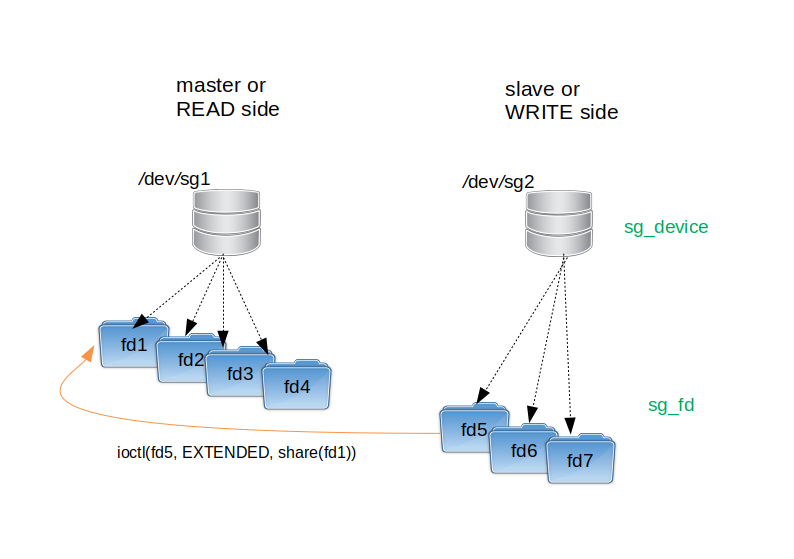 master or
READ side
slave or
WRITE side
/dev/sg1
/dev/sg2
sg_device
fd1
fd2
fd3
fd4
sg_fd
fd5
fd6
fd7
ioctl(fd5, EXTENDED, share(fd1))